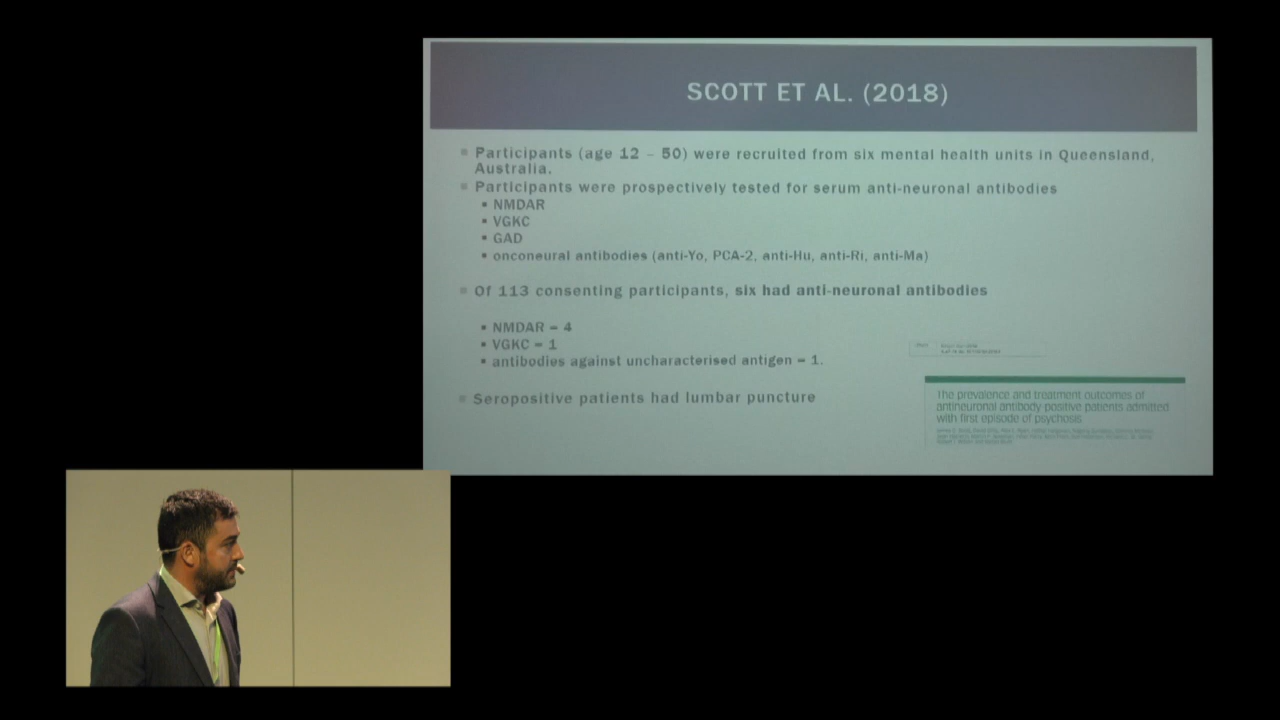 SCOTT ET AL. (2018)
Participants (age 12 – 50) were recruited from six mental health units in Queensland,
Australia.
Participants were prospectively tested for serum anti-neuronal antibodies
NMDAR
VGKC
GAD
onconeural antibodies (anti-Yo, PCA-2, anti-Hu, anti-Ri, anti-Ma)
Of 113 consenting participants, six had anti-neuronal antibodies
NMDAR = 4
VGKC = 1
antibodies against uncharacterised antigen = 1.
Seropositive patients had lumbar puncture
The prevalence and treatment outcomes of
antineuronal antibody-positive patients admitted
with first episode of psychosis